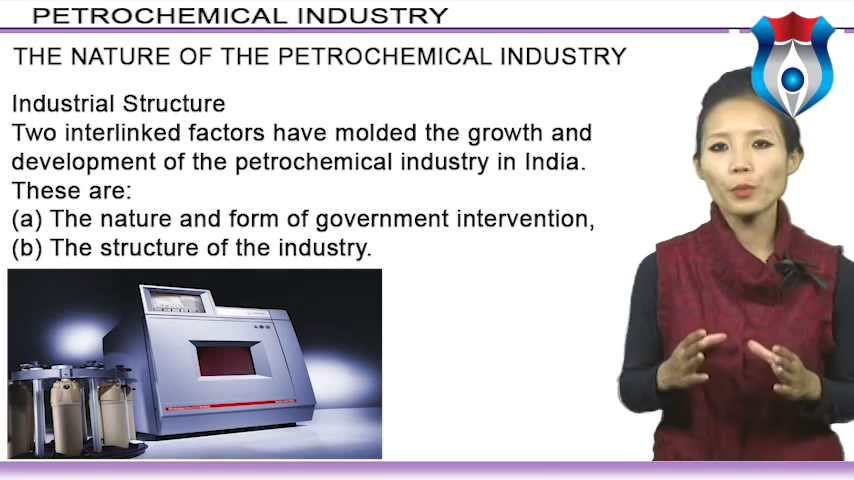 PETROCHEMICAL INDUSTRY
THE NATURE OF THE PETROCHEMICAL INDUSTRY
Industrial Structure
Two interlinked factors have molded the growth and
development of the petrochemical industry in India.
These are:
(a) The nature and form of government intervention,
(b) The structure of the industry.